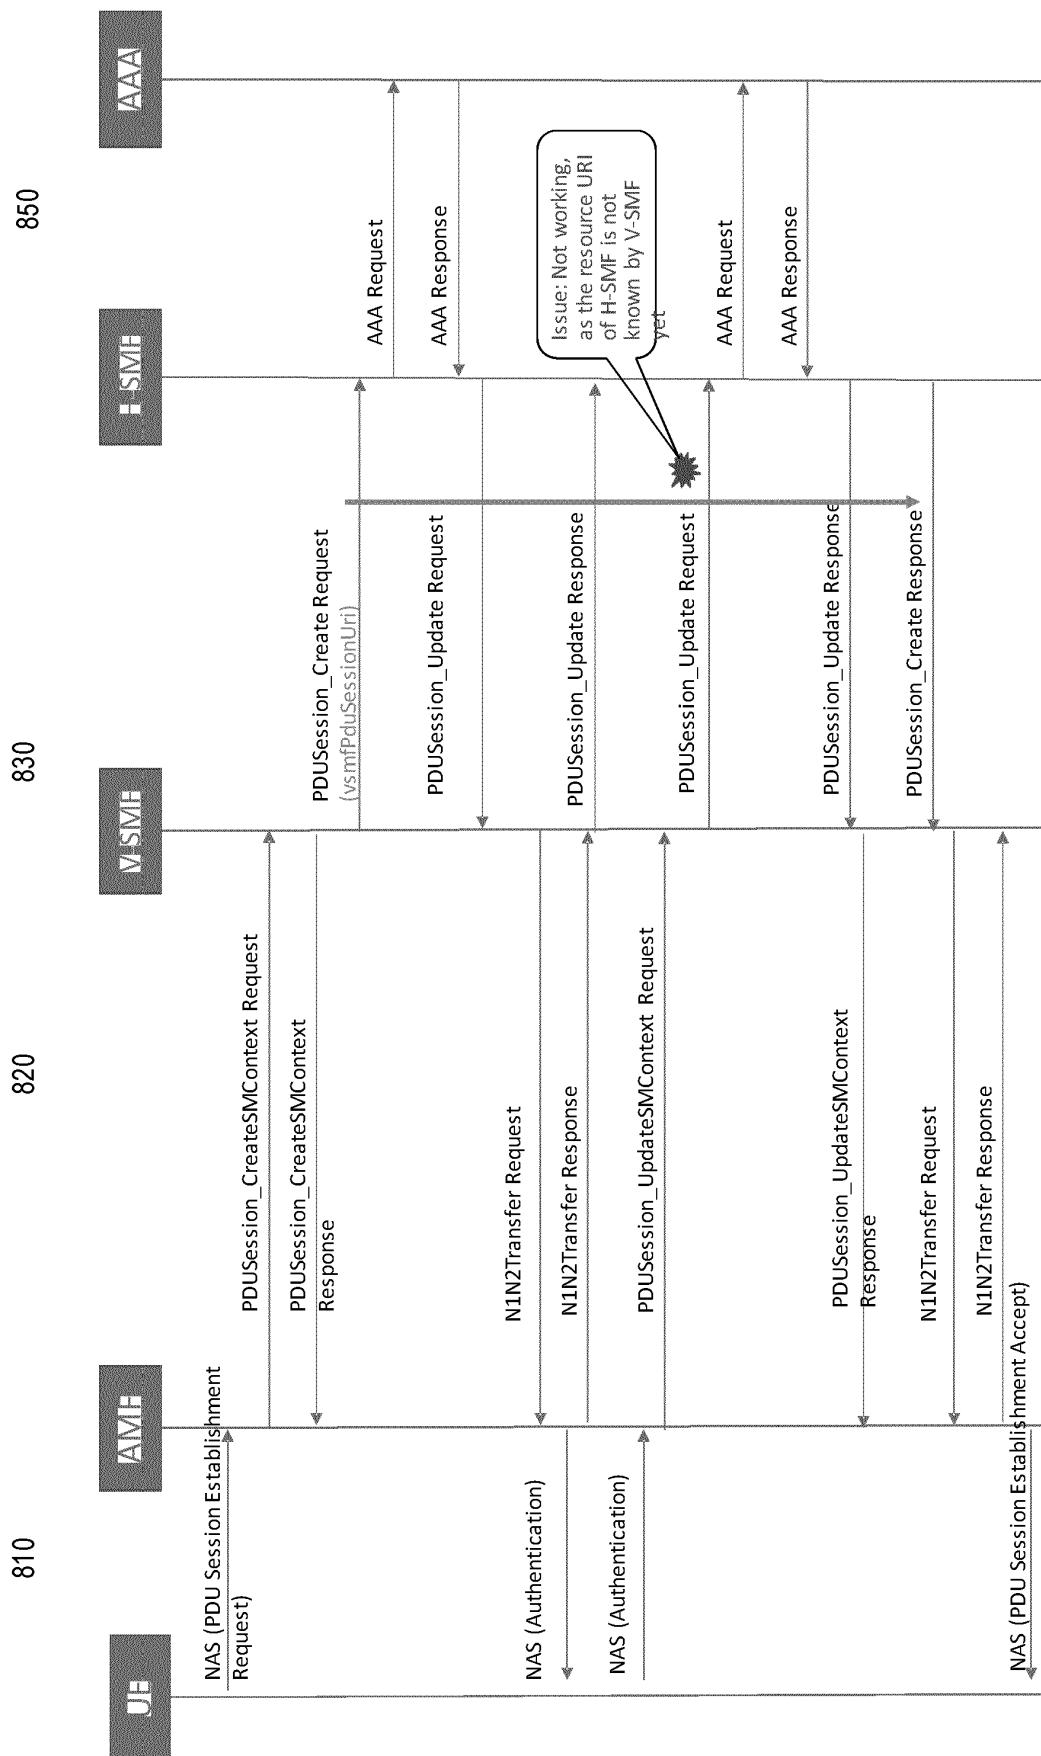 810
820
830
850
UE
AMF
V-SMF
H-SMF
AAA
NAS (PDU Session Establishment
Request)
PDUSession_CreateSMContext Request
PDUSession_CreateSMContext
Response
PDUSession_Create Request
(vsmfPduSessionUri)
AAA Request
AAA Response
PDUSession_Update Request
N1N2Transfer Request
NAS (Authentication)
N1N2Transfer Response
PDUSession_Update Response
NAS (Authentication)
PDUSession_UpdateSMContext Request
PDUSession_Update Request
Issue: Not working,
as the resource URI
of H-SMF is not
known by V-SMF
yet
AAA Request
AAA Response
PDUSession_Update Response
PDUSession_UpdateSMContext
Response
PDUSession_Create Response
N1N2Transfer Request
N1N2Transfer Response
NAS (PDU Session Establishment Accept)